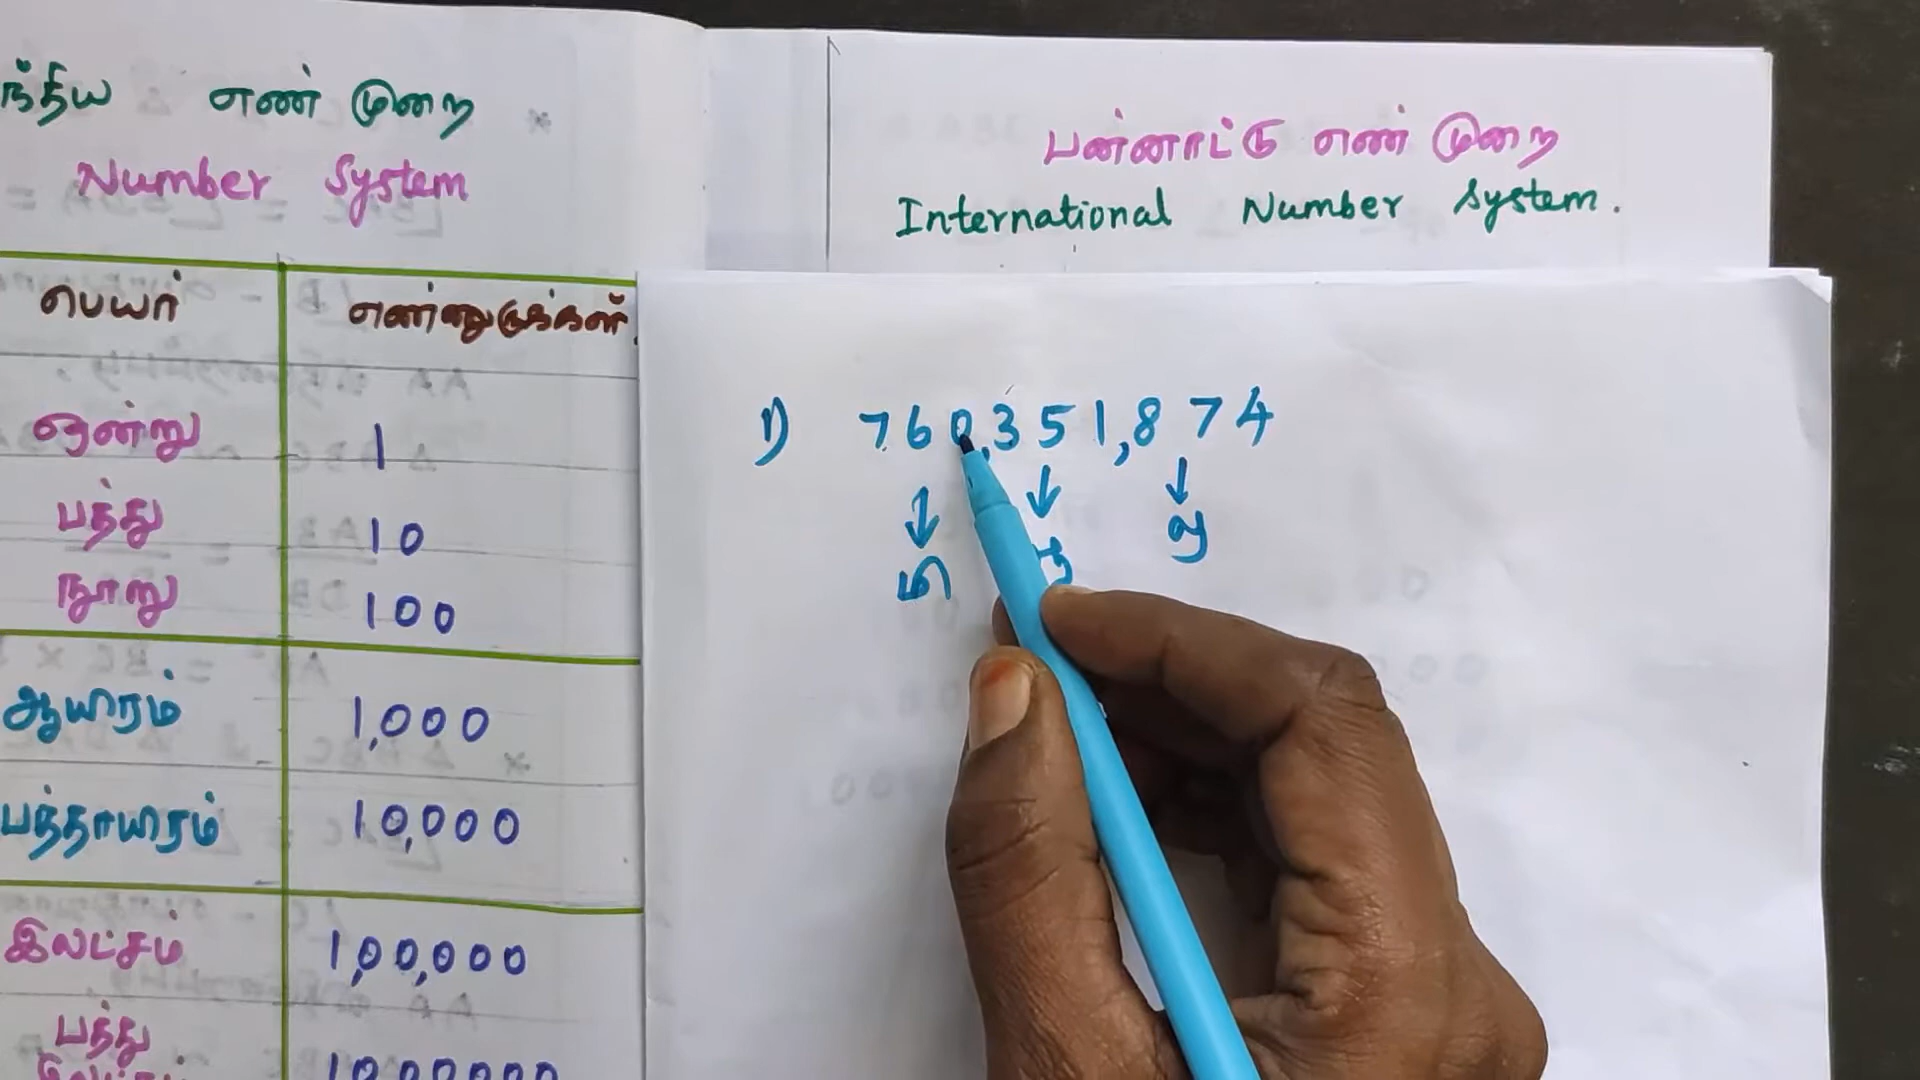 ந்திய எண் முறை
Number System
பெயர் எண்ணுருக்கள்.
ஒன்று 1
பத்து 10
நூறு 100
ஆயிரம் 1,000
பத்தாயிரம் 10,000
இலட்சம் 1,00,000
பத்து
பன்னாட்டு எண் முறை
International Number System.
1) 760,351,874
↓ ↓ ↓
மி ஆ ஒ